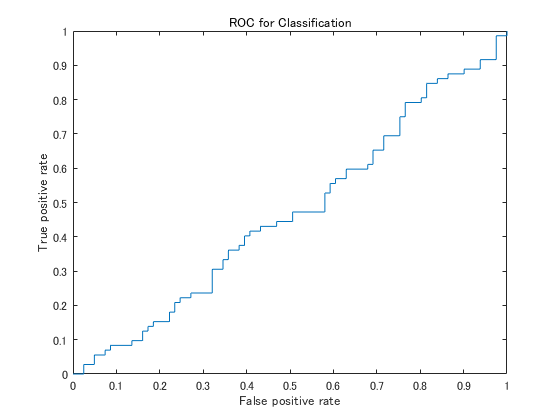 ROC for Classification
1
0.9
0.8
0.7
0.6
0.5
0.4
0.3
0.2
0.1
0
True positive rate
0 0.1 0.2 0.3 0.4 0.5 0.6 0.7 0.8 0.9 1
False positive rate